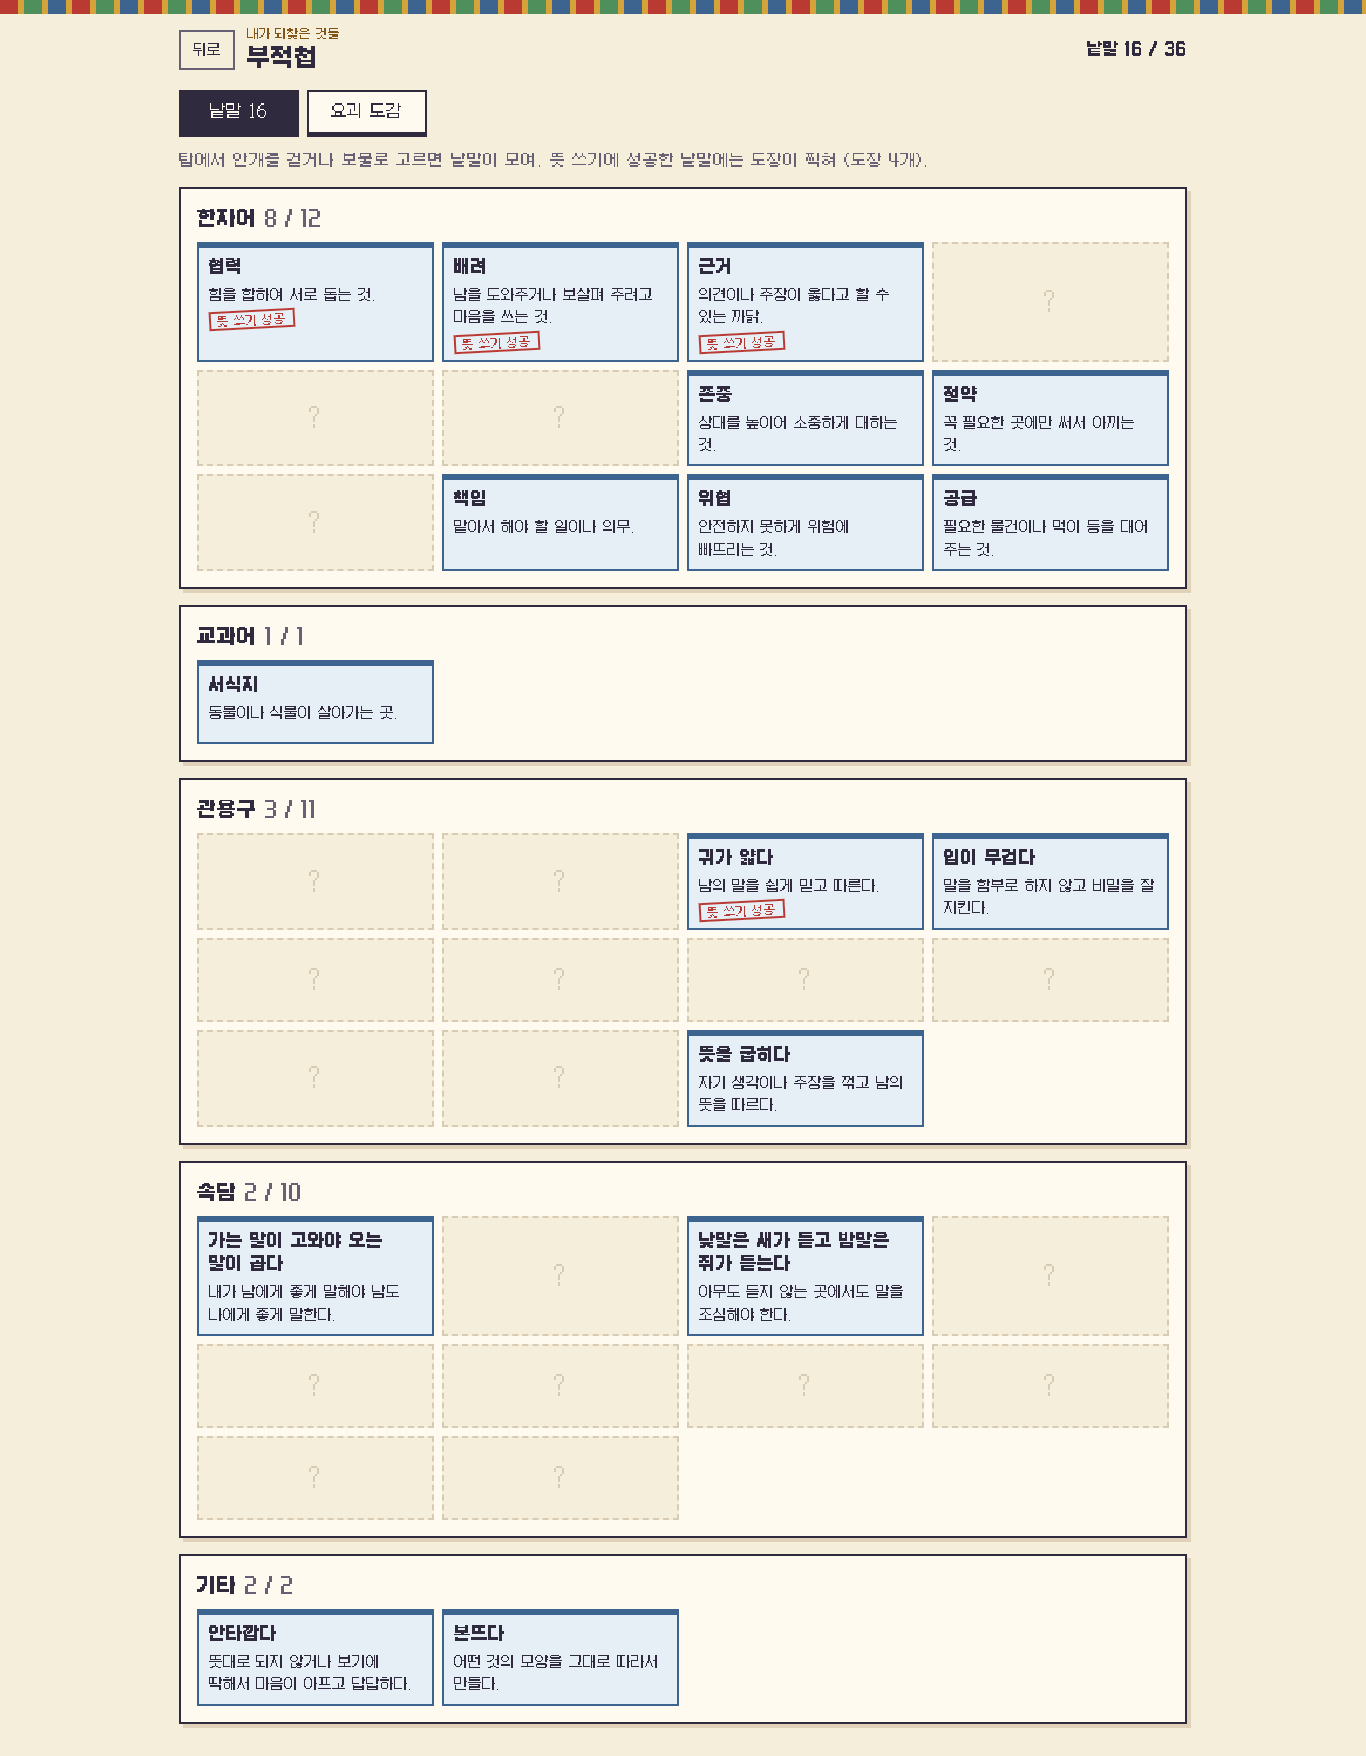 뒤로
내가 되찾은 것들
부적첩
낱말 16 / 36
낱말 16
요괴 도감
탑에서 안개를 걷거나 보물로 고르면 낱말이 모여. 뜻 쓰기에 성공한 낱말에는 도장이 찍혀 (도장 4개).
한자어 8 / 12
협력
힘을 합하여 서로 돕는 것.
뜻 쓰기 성공
배려
남을 도와주거나 보살펴 주려고
마음을 쓰는 것.
뜻 쓰기 성공
근거
의견이나 주장이 옳다고 할 수
있는 까닭.
뜻 쓰기 성공
?
?
?
존중
상대를 높이어 소중하게 대하는
것.
절약
꼭 필요한 곳에만 써서 아끼는
것.
?
책임
맡아서 해야 할 일이나 의무.
위협
안전하지 못하게 위험에
빠뜨리는 것.
공급
필요한 물건이나 먹이 등을 대어
주는 것.
교과어 1 / 1
서식지
동물이나 식물이 살아가는 곳.
관용구 3 / 11
?
?
귀가 얇다
남의 말을 쉽게 믿고 따른다.
뜻 쓰기 성공
입이 무겁다
말을 함부로 하지 않고 비밀을 잘
지킨다.
?
?
?
?
?
?
뜻을 굽히다
자기 생각이나 주장을 꺾고 남의
뜻을 따르다.
속담 2 / 10
가는 말이 고와야 오는
말이 곱다
내가 남에게 좋게 말해야 남도
나에게 좋게 말한다.
?
낮말은 새가 듣고 밤말은
쥐가 듣는다
아무도 듣지 않는 곳에서도 말을
조심해야 한다.
?
?
?
?
?
?
?
기타 2 / 2
안타깝다
뜻대로 되지 않거나 보기에
딱해서 마음이 아프고 답답하다.
본뜨다
어떤 것의 모양을 그대로 따라서
만들다.